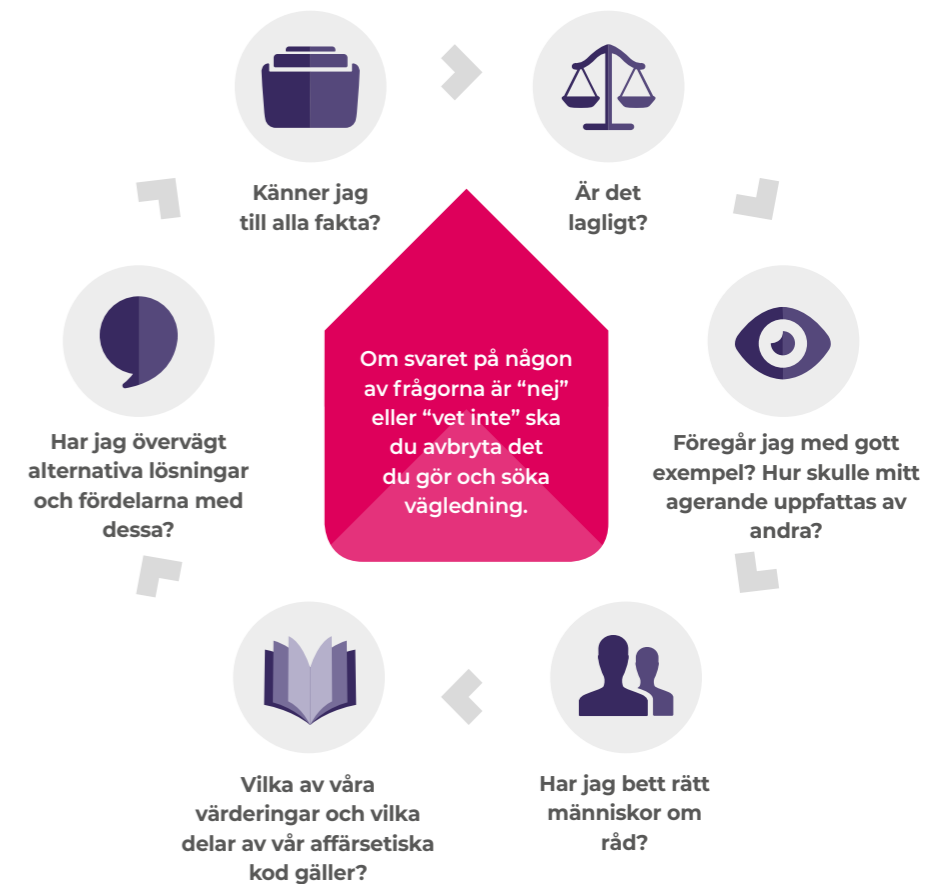 Känner jag
till alla fakta?
Är det
lagligt?
Föregår jag med gott
exempel? Hur skulle mitt
agerande uppfattas av
andra?
Har jag bett rätt
människor om
råd?
Vilka av våra
värderingar och vilka
delar av vår affärsetiska
kod gäller?
Har jag övervägt
alternativa lösningar
och fördelarna med
dessa?
Om svaret på någon
av frågorna är “nej”
eller “vet inte” ska
du avbryta det
du gör och söka
vägledning.